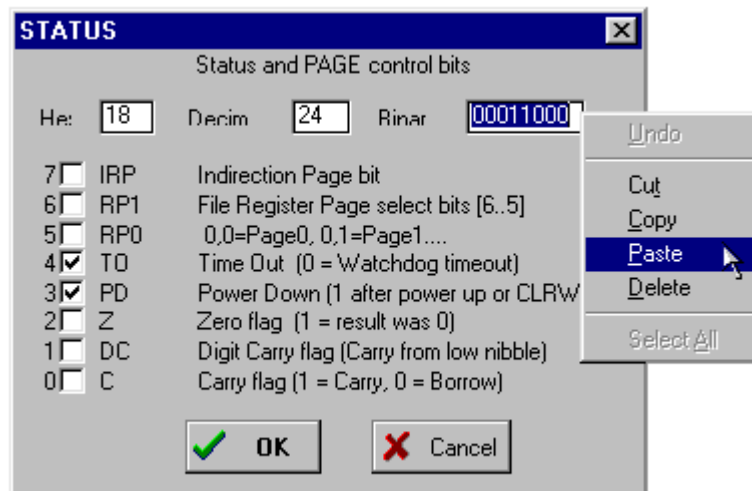 STATUS
Status and PAGE control bits
He: 18 Decim 24 Binar 00011000
7 IRP Indirection Page bit
6 RP1 File Register Page select bits [6..5]
5 RP0 0,0=Page0, 0,1=Page1....
4 TO Time Out (0 = Watchdog timeout)
3 PD Power Down (1 after power up or CLRW
2 Z Zero flag (1 = result was 0)
1 DC Digit Carry flag (Carry from low nibble)
0 C Carry flag (1 = Carry, 0 = Borrow)
OK Cancel
Undo
Cut
Copy
Paste
Delete
Select All